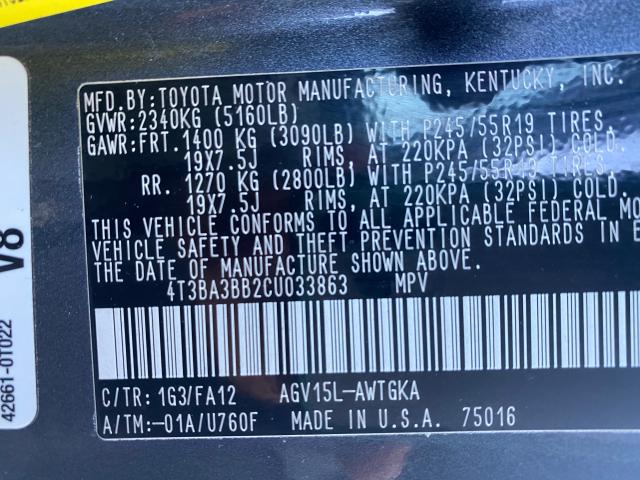 MFD.BY:TOYOTA MOTOR MANUFACTURING, KENTUCKY, INC.
GVWR:2340KG (5160LB)
GAWR:FRT.1400 KG (3090LB) WITH P245/55R19 TIRES,
19X7.5J RIMS, AT 220KPA (32PSI) COLD.
RR. 1270 KG (2800LB) WITH P245/55R19 TIRES,
19X7.5J RIMS, AT 220KPA (32PSI) COLD.
THIS VEHICLE CONFORMS TO ALL APPLICABLE FEDERAL MO
VEHICLE SAFETY AND THEFT PREVENTION STANDARDS IN E
THE DATE OF MANUFACTURE SHOWN ABOVE.
4T3BA3BB2CU033863 MPV
C/TR: 1G3/FA12 AGV15L-AWTGKA
A/TM:-01A/U760F MADE IN U.S.A. 75016
V8
42661-0T022